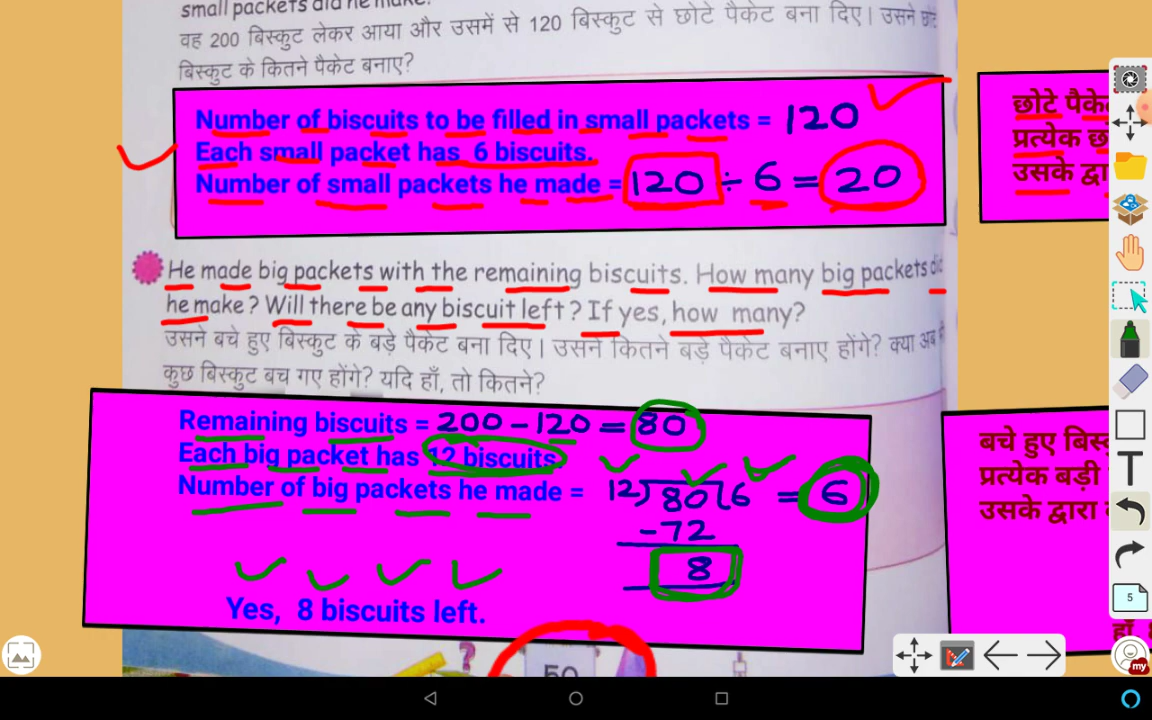 small packets did he make.
वह 200 बिस्कुट लेकर आया और उसमें से 120 बिस्कुट से छोटे पैकेट बना दिए। उसने छोटे
बिस्कुट के कितने पैकेट बनाए?
Number of biscuits to be filled in small packets = 120
Each small packet has 6 biscuits.
Number of small packets he made = 120 ÷ 6 = 20
छोटे पैके
प्रत्येक छ
उसके द्वा
He made big packets with the remaining biscuits. How many big packets did
he make? Will there be any biscuit left? If yes, how many?
उसने बचे हुए बिस्कुट के बड़े पैकेट बना दिए। उसने कितने बड़े पैकेट बनाए होंगे? क्या अब भी
कुछ बिस्कुट बच गए होंगे? यदि हाँ, तो कितने?
Remaining biscuits = 200 - 120 = 80
Each big packet has 12 biscuits.
Number of big packets he made = 12)80(6 = 6
-72
8
Yes, 8 biscuits left.
बचे हुए बिस्
प्रत्येक बड़ी
उसके द्वारा
हाँ,
50
T
5
my